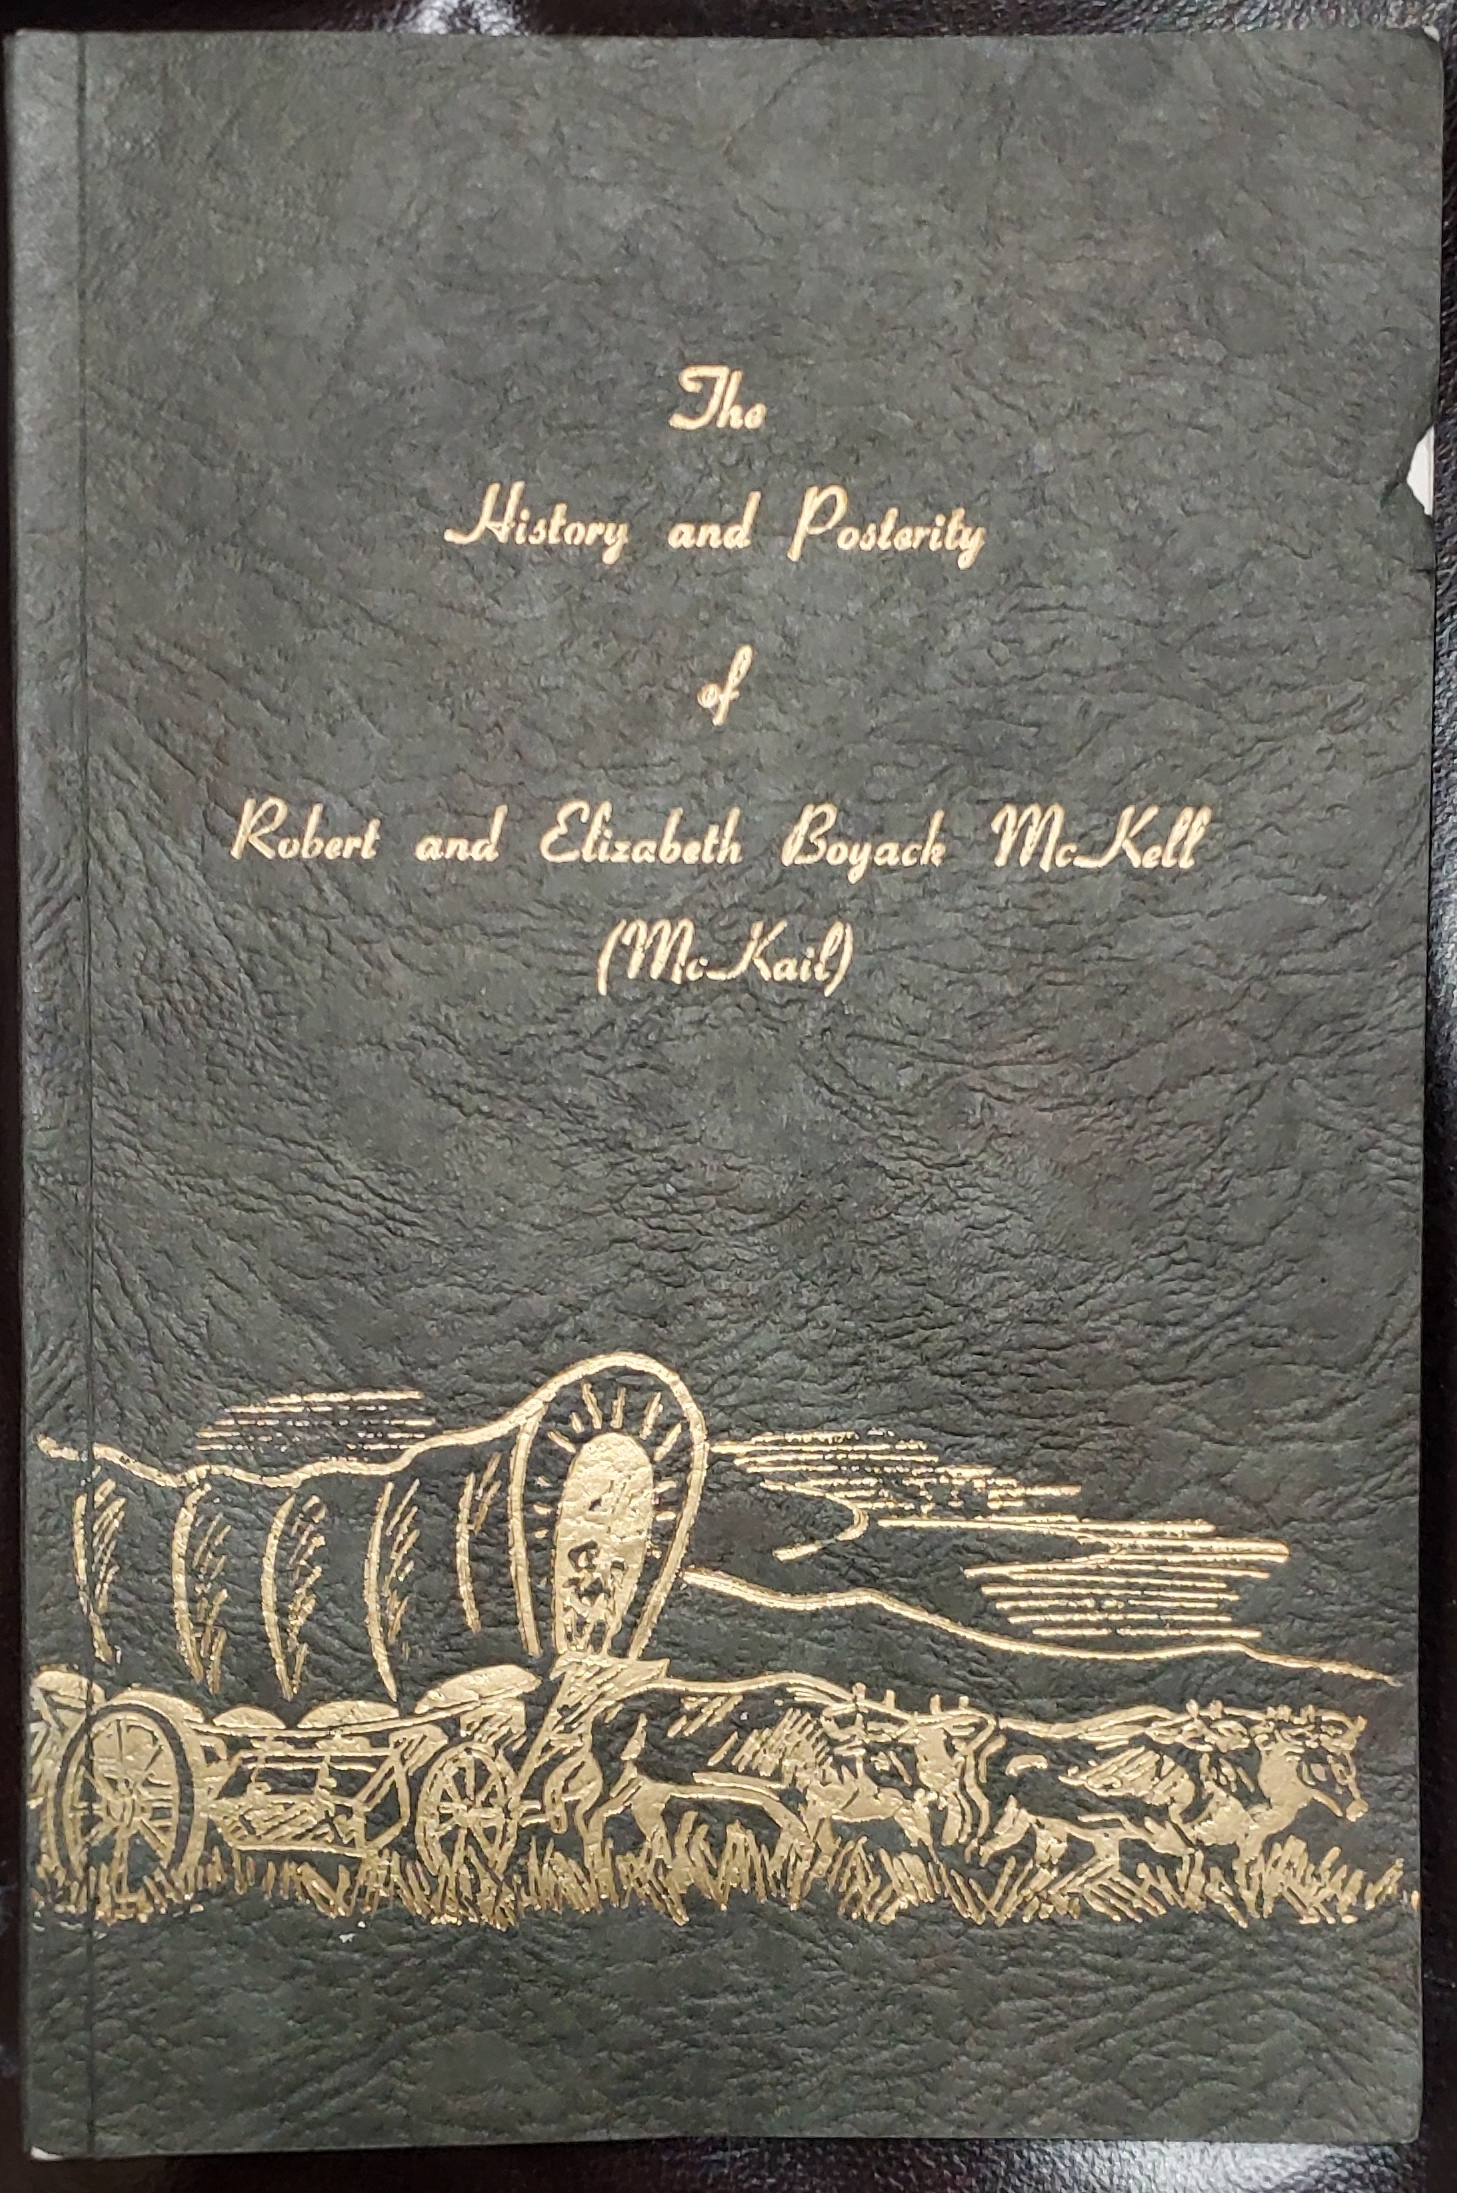 The
History and Posterity
of
Robert and Elizabeth Boyack McKell
(McKail)